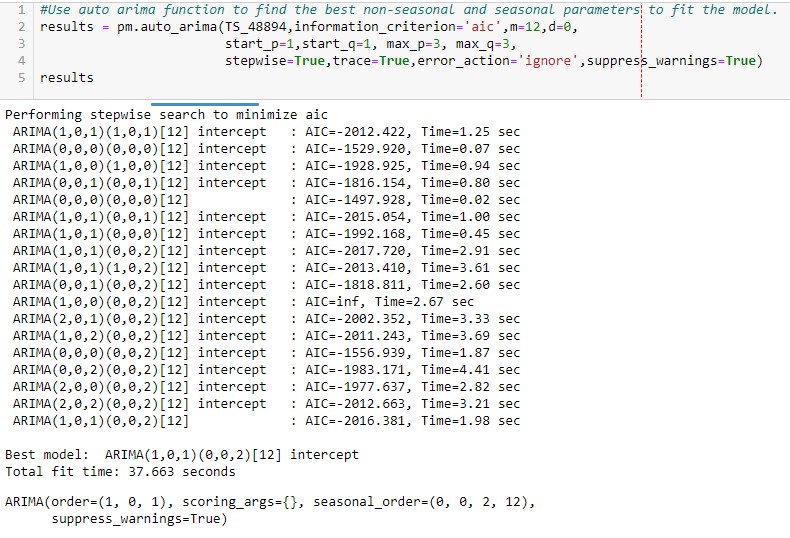 1 #Use auto arima function to find the best non-seasonal and seasonal parameters to fit the model.
2 results = pm.auto_arima(TS_48894,information_criterion='aic',m=12,d=0,
3 start_p=1,start_q=1, max_p=3, max_q=3,
4 stepwise=True,trace=True,error_action='ignore',suppress_warnings=True)
5 results
Performing stepwise search to minimize aic
ARIMA(1,0,1)(1,0,1)[12] intercept : AIC=-2012.422, Time=1.25 sec
ARIMA(0,0,0)(0,0,0)[12] intercept : AIC=-1529.920, Time=0.07 sec
ARIMA(1,0,0)(1,0,0)[12] intercept : AIC=-1928.925, Time=0.94 sec
ARIMA(0,0,1)(0,0,1)[12] intercept : AIC=-1816.154, Time=0.80 sec
ARIMA(0,0,0)(0,0,0)[12] : AIC=-1497.928, Time=0.02 sec
ARIMA(1,0,1)(0,0,1)[12] intercept : AIC=-2015.054, Time=1.00 sec
ARIMA(1,0,1)(0,0,0)[12] intercept : AIC=-1992.168, Time=0.45 sec
ARIMA(1,0,1)(0,0,2)[12] intercept : AIC=-2017.720, Time=2.91 sec
ARIMA(1,0,1)(1,0,2)[12] intercept : AIC=-2013.410, Time=3.61 sec
ARIMA(0,0,1)(0,0,2)[12] intercept : AIC=-1818.811, Time=2.60 sec
ARIMA(1,0,0)(0,0,2)[12] intercept : AIC=inf, Time=2.67 sec
ARIMA(2,0,1)(0,0,2)[12] intercept : AIC=-2002.352, Time=3.33 sec
ARIMA(1,0,2)(0,0,2)[12] intercept : AIC=-2011.243, Time=3.69 sec
ARIMA(0,0,0)(0,0,2)[12] intercept : AIC=-1556.939, Time=1.87 sec
ARIMA(0,0,2)(0,0,2)[12] intercept : AIC=-1983.171, Time=4.41 sec
ARIMA(2,0,0)(0,0,2)[12] intercept : AIC=-1977.637, Time=2.82 sec
ARIMA(2,0,2)(0,0,2)[12] intercept : AIC=-2012.663, Time=3.21 sec
ARIMA(1,0,1)(0,0,2)[12] : AIC=-2016.381, Time=1.98 sec
Best model: ARIMA(1,0,1)(0,0,2)[12] intercept
Total fit time: 37.663 seconds
ARIMA(order=(1, 0, 1), scoring_args={}, seasonal_order=(0, 0, 2, 12),
suppress_warnings=True)